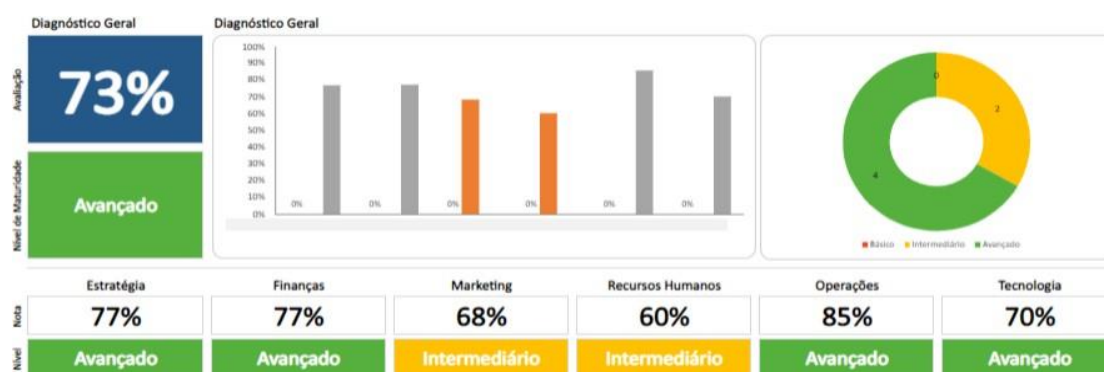 Diagnóstico Geral
Avaliação
73%
Nível de Maturidade
Avançado
Diagnóstico Geral
100%
90%
80%
70%
60%
50%
40%
30%
20%
10%
0%
0% 0% 0% 0% 0% 0%
0
2
4
Básico Intermediário Avançado
Estratégia Finanças Marketing Recursos Humanos Operações Tecnologia
Nota 77% 77% 68% 60% 85% 70%
Nível Avançado Avançado Intermediário Intermediário Avançado Avançado